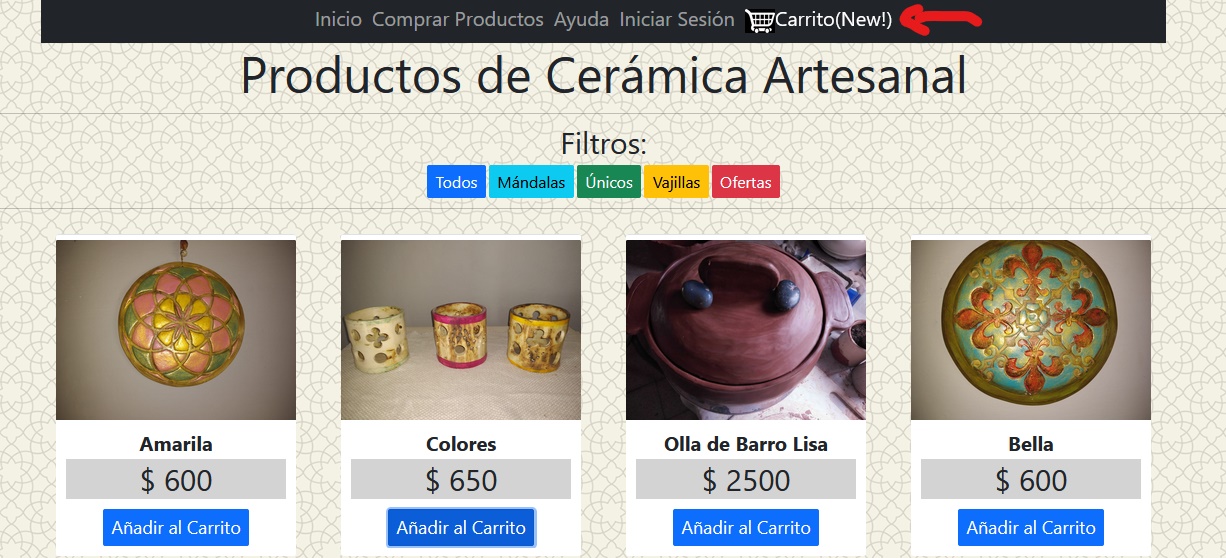 Inicio Comprar Productos Ayuda Iniciar Sesión Carrito(New!)
Productos de Cerámica Artesanal
Filtros:
Todos Mándalas Únicos Vajillas Ofertas
Amarila Colores Olla de Barro Lisa Bella
$ 600 $ 650 $ 2500 $ 600
Añadir al Carrito Añadir al Carrito Añadir al Carrito Añadir al Carrito